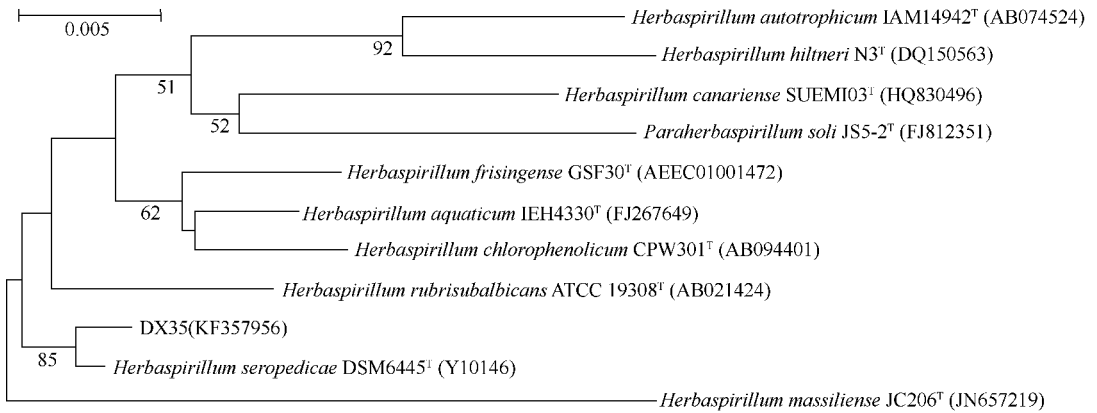 0.005
Herbaspirillum autotrophicum IAM14942ᵀ (AB074524)
92
Herbaspirillum hiltneri N3ᵀ (DQ150563)
51
Herbaspirillum canariense SUEMI03ᵀ (HQ830496)
52
Paraherbaspirillum soli JS5-2ᵀ (FJ812351)
Herbaspirillum frisingense GSF30ᵀ (AEEC01001472)
62
Herbaspirillum aquaticum IEH4330ᵀ (FJ267649)
Herbaspirillum chlorophenolicum CPW301ᵀ (AB094401)
Herbaspirillum rubrisubalbicans ATCC 19308ᵀ (AB021424)
DX35(KF357956)
85
Herbaspirillum seropedicae DSM6445ᵀ (Y10146)
Herbaspirillum massiliense JC206ᵀ (JN657219)